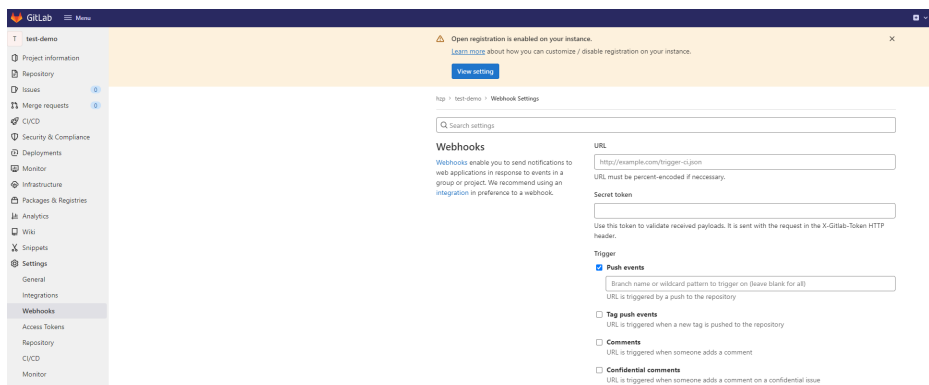 GitLab Menu
T test-demo
Project information
Repository
Issues 0
Merge requests 0
CI/CD
Security & Compliance
Deployments
Monitor
Infrastructure
Packages & Registries
Analytics
Wiki
Snippets
Settings
General
Integrations
Webhooks
Access Tokens
Repository
CI/CD
Monitor
Open registration is enabled on your instance.
Learn more about how you can customize / disable registration on your instance.
View setting
hzp > test-demo > Webhook Settings
Search settings
Webhooks
Webhooks enable you to send notifications to
web applications in response to events in a
group or project. We recommend using an
integration in preference to a webhook.
URL
http://example.com/trigger-ci.json
URL must be percent-encoded if neccessary.
Secret token
Use this token to validate received payloads. It is sent with the request in the X-Gitlab-Token HTTP
header.
Trigger
Push events
Branch name or wildcard pattern to trigger on (leave blank for all)
URL is triggered by a push to the repository
Tag push events
URL is triggered when a new tag is pushed to the repository
Comments
URL is triggered when someone adds a comment
Confidential comments
URL is triggered when someone adds a comment on a confidential issue